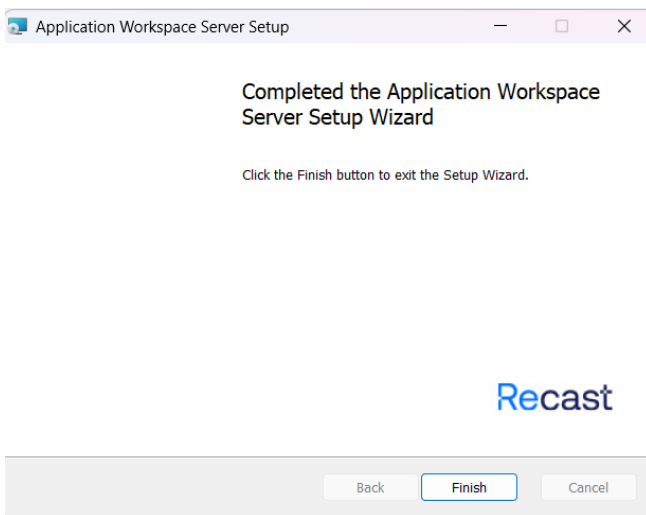 Application Workspace Server Setup
Completed the Application Workspace
Server Setup Wizard
Click the Finish button to exit the Setup Wizard.
Recast
Back
Finish
Cancel